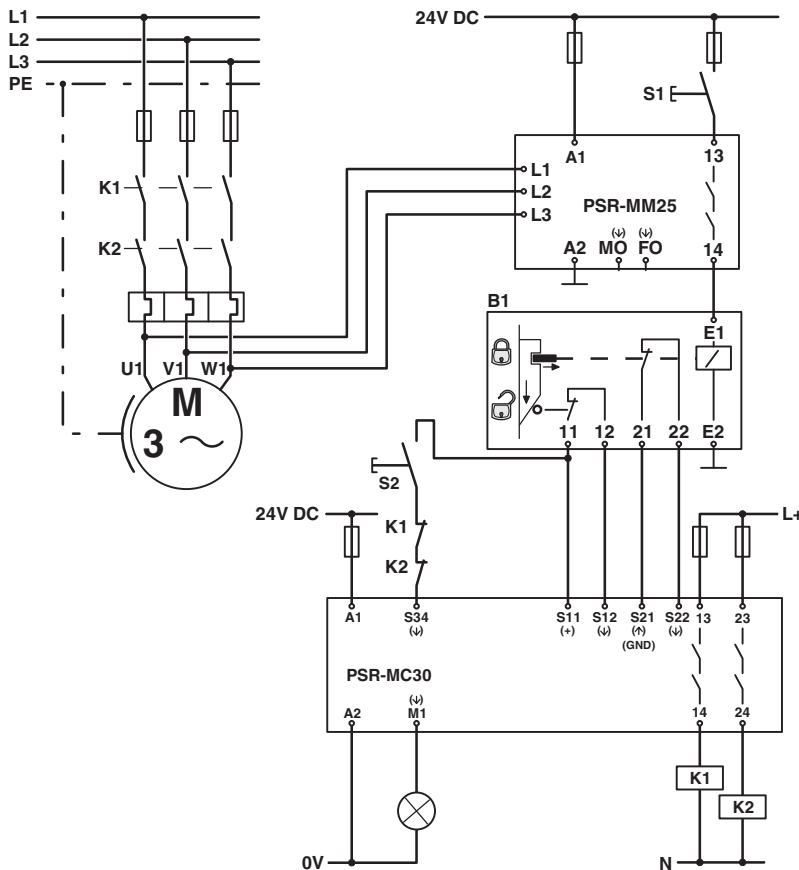 L1
L2
L3
PE
K1
K2
U1 V1 W1
M
3
24V DC
S1
A1 13
L1
L2
L3
PSR-MM25
(↓) (↓)
A2 MO FO 14
B1
E1
11 12 21 22 E2
S2
24V DC
K1
K2
L+
A1 S34 S11 S12 S21 S22 13 23
(↓) (+) (↓) (↑) (↓)
(GND)
PSR-MC30
(↓)
A2 M1 14 24
K1
K2
0V
N